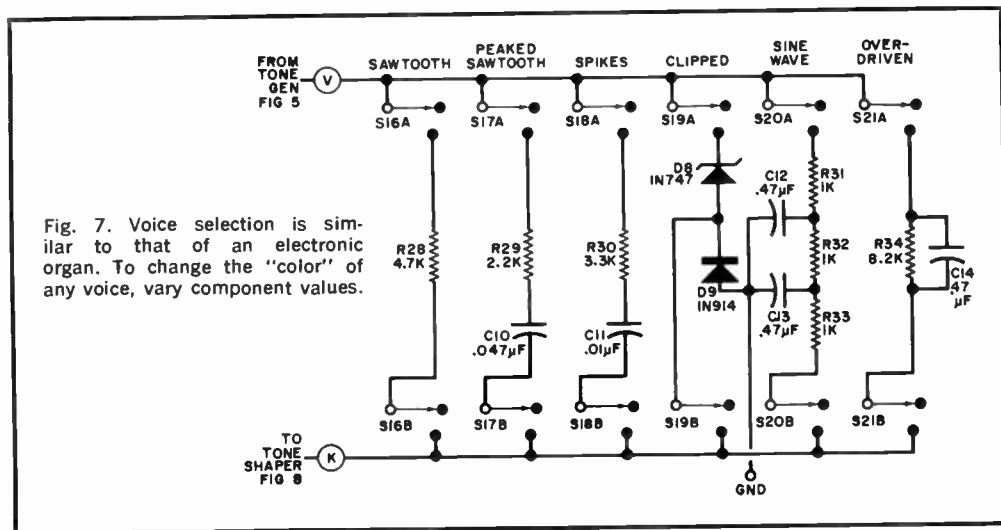 FROM
TONE
GEN
FIG 5
V
SAWTOOTH
PEAKED
SAWTOOTH
SPIKES
CLIPPED
SINE
WAVE
OVER-
DRIVEN
S16A
S17A
S18A
S19A
S20A
S21A
Fig. 7. Voice selection is sim-
ilar to that of an electronic
organ. To change the "color" of
any voice, vary component values.
R28
4.7K
R29
2.2K
C10
.047µF
R30
3.3K
C11
.01µF
D8
1N747
D9
1N914
C12
.47µF
C13
.47µF
R31
1K
R32
1K
R33
1K
R34
8.2K
C14
.47
µF
S16B
S17B
S18B
S19B
S20B
S21B
TO
TONE
SHAPER
FIG 8
K
GND